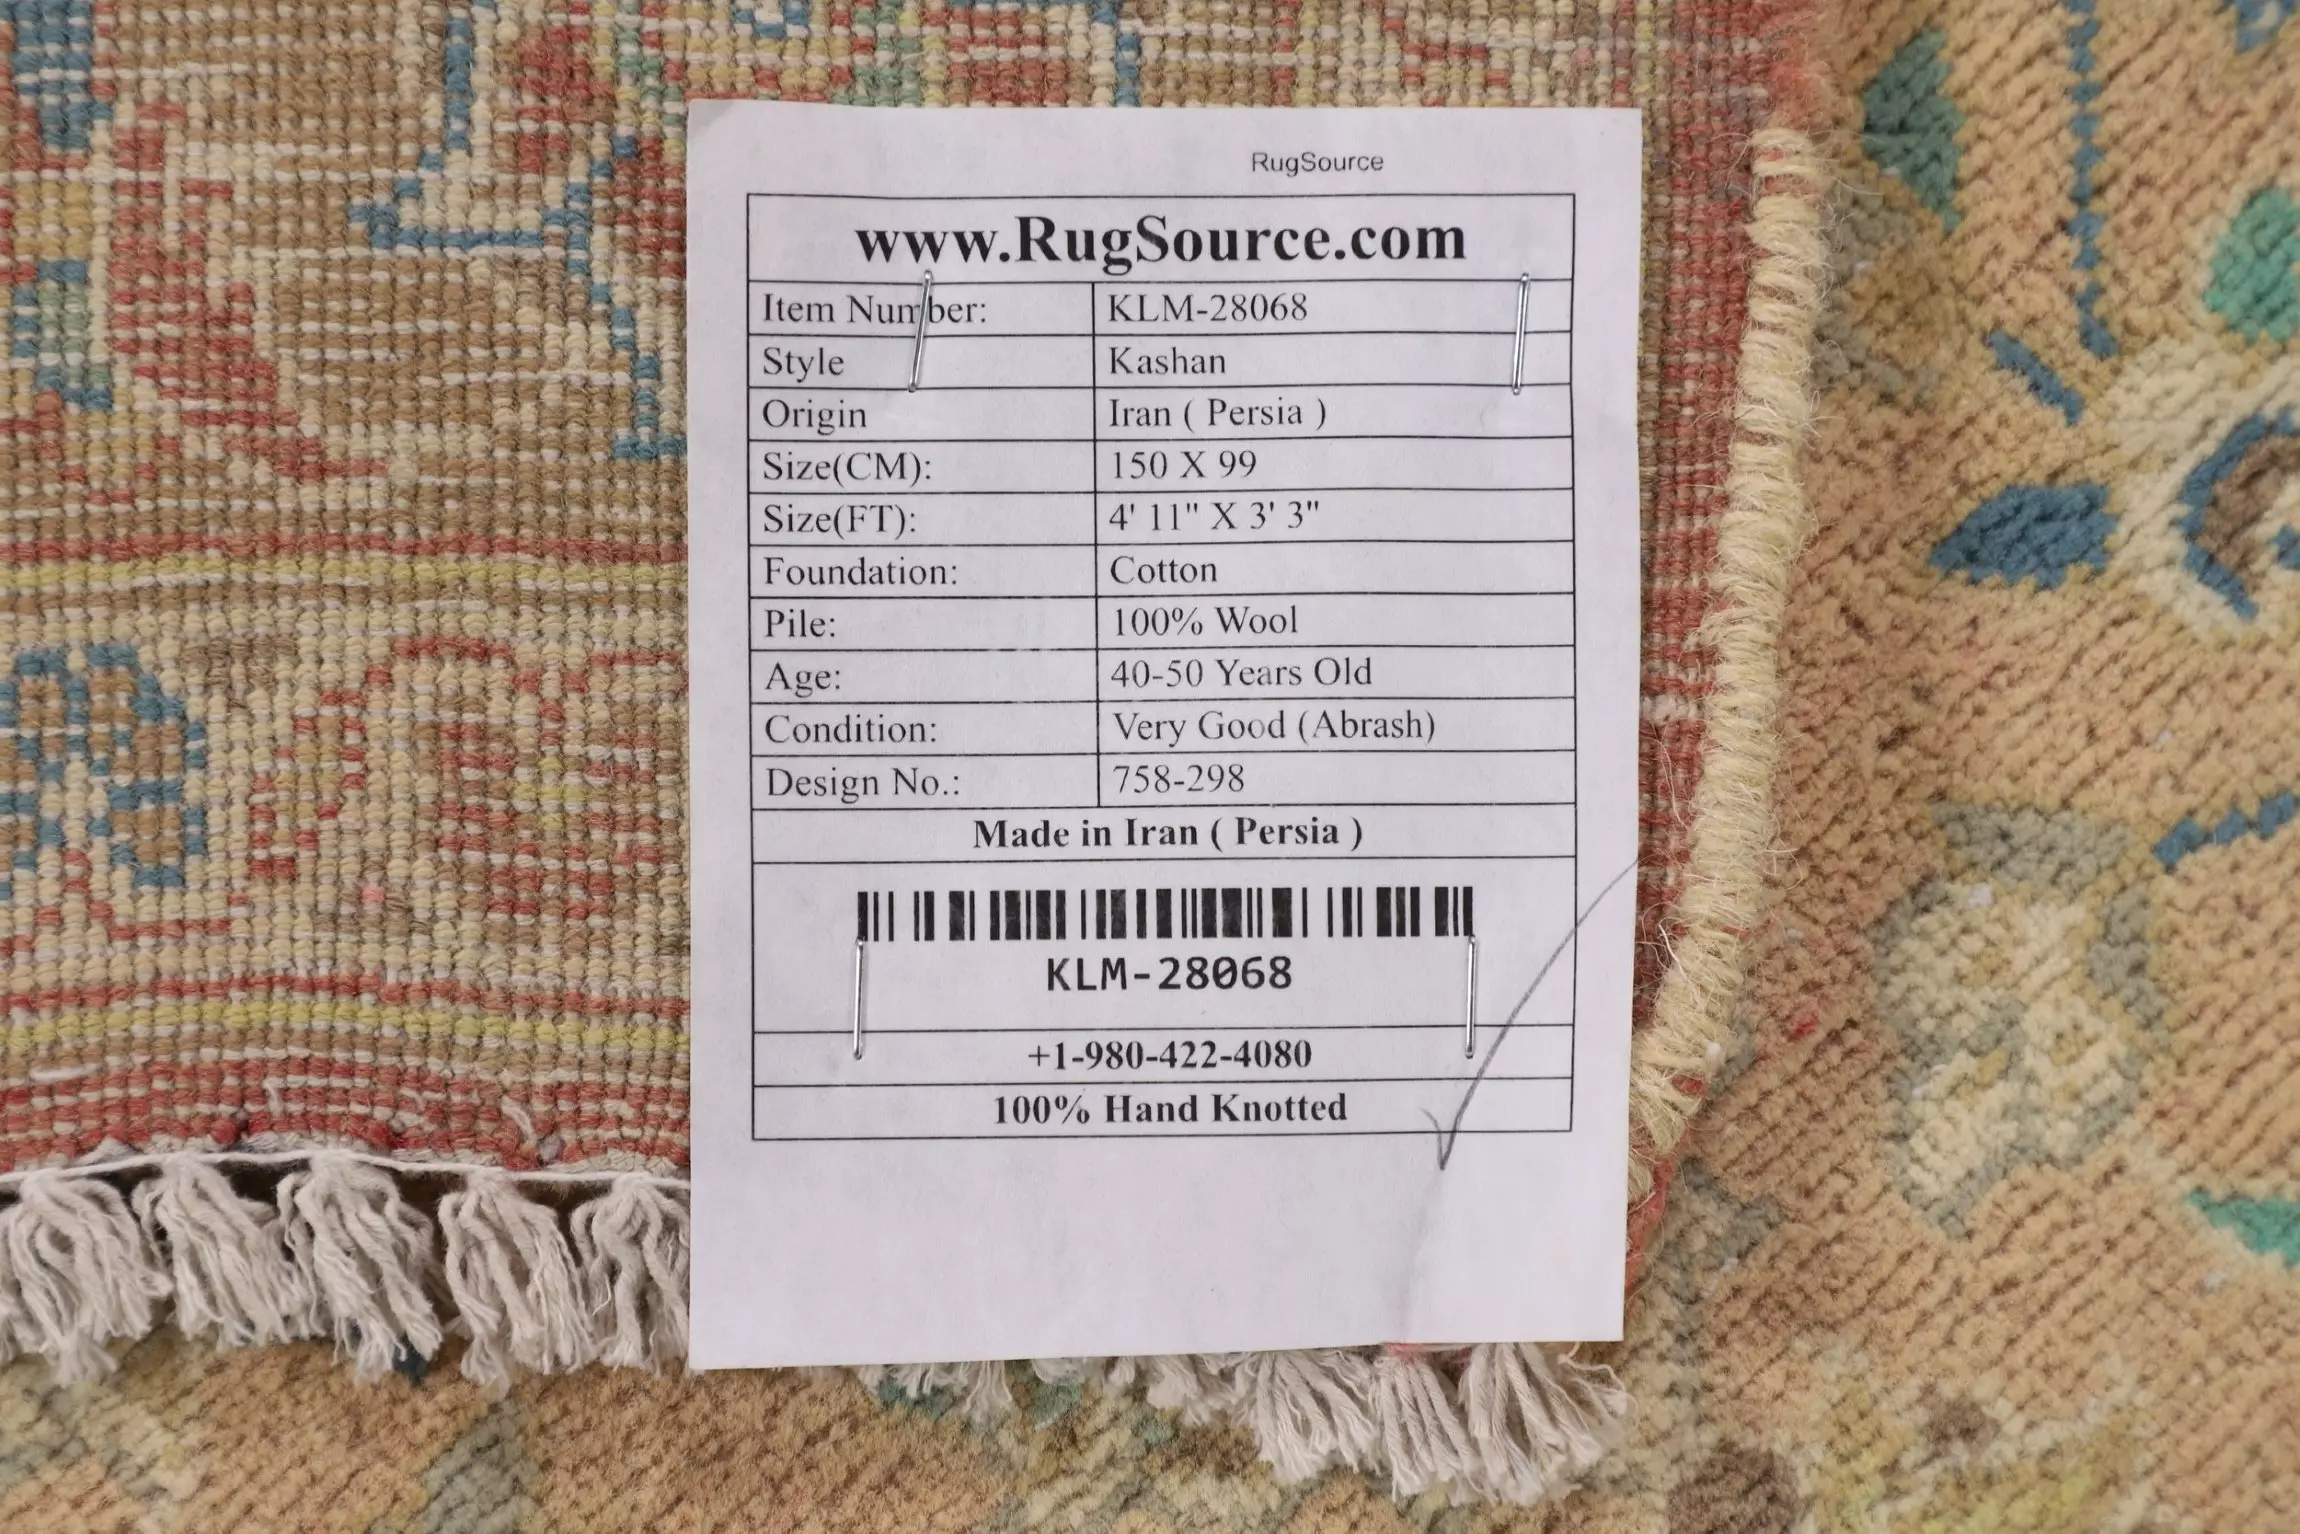 RugSource
www.RugSource.com
Item Number: KLM-28068
Style Kashan
Origin Iran ( Persia )
Size(CM): 150 X 99
Size(FT): 4' 11" X 3' 3"
Foundation: Cotton
Pile: 100% Wool
Age: 40-50 Years Old
Condition: Very Good (Abrash)
Design No.: 758-298
Made in Iran ( Persia )
KLM-28068
+1-980-422-4080
100% Hand Knotted